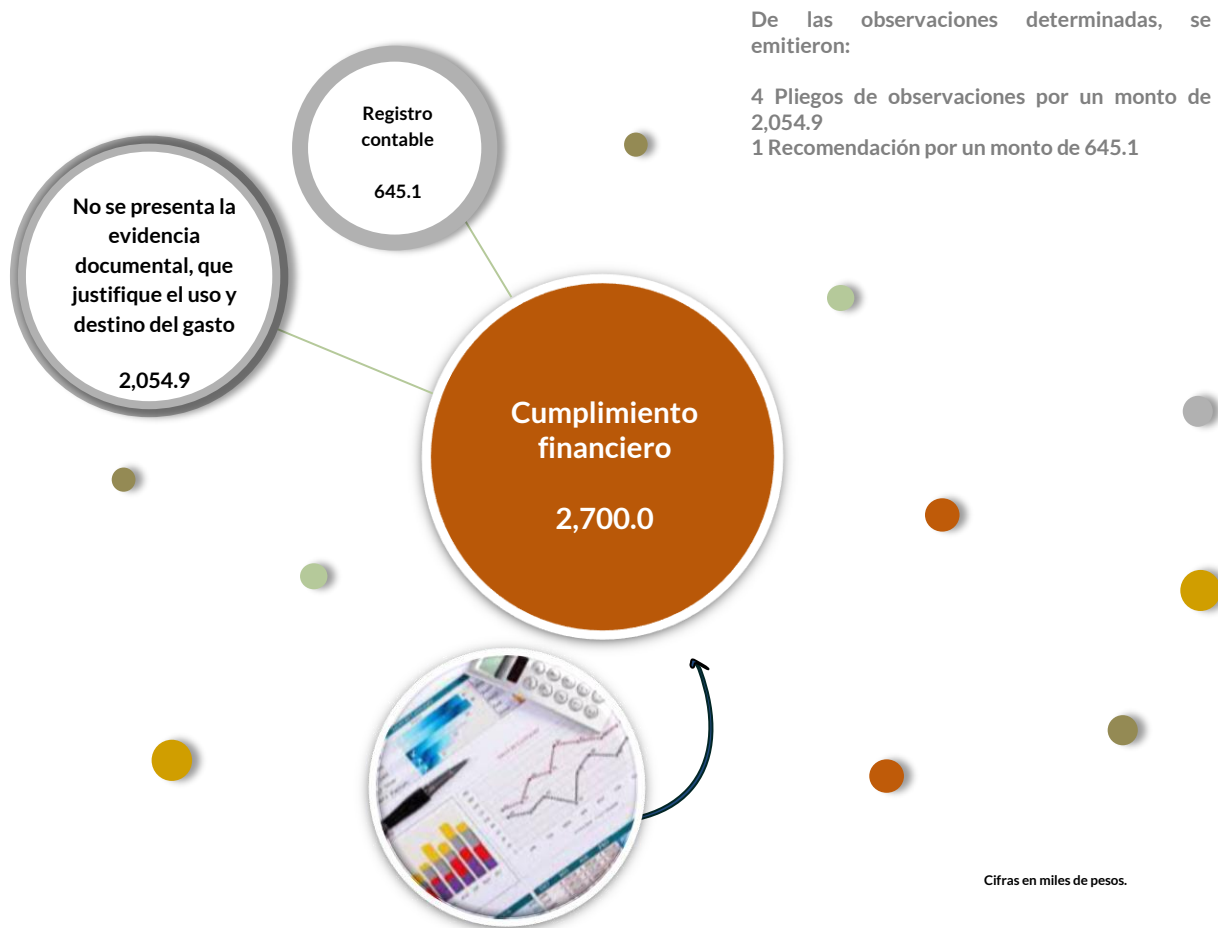 De las observaciones determinadas, se
emitieron:
4 Pliegos de observaciones por un monto de
2,054.9
1 Recomendación por un monto de 645.1
Registro
contable
645.1
No se presenta la
evidencia
documental, que
justifique el uso y
destino del gasto
2,054.9
Cumplimiento
financiero
2,700.0
Cifras en miles de pesos.